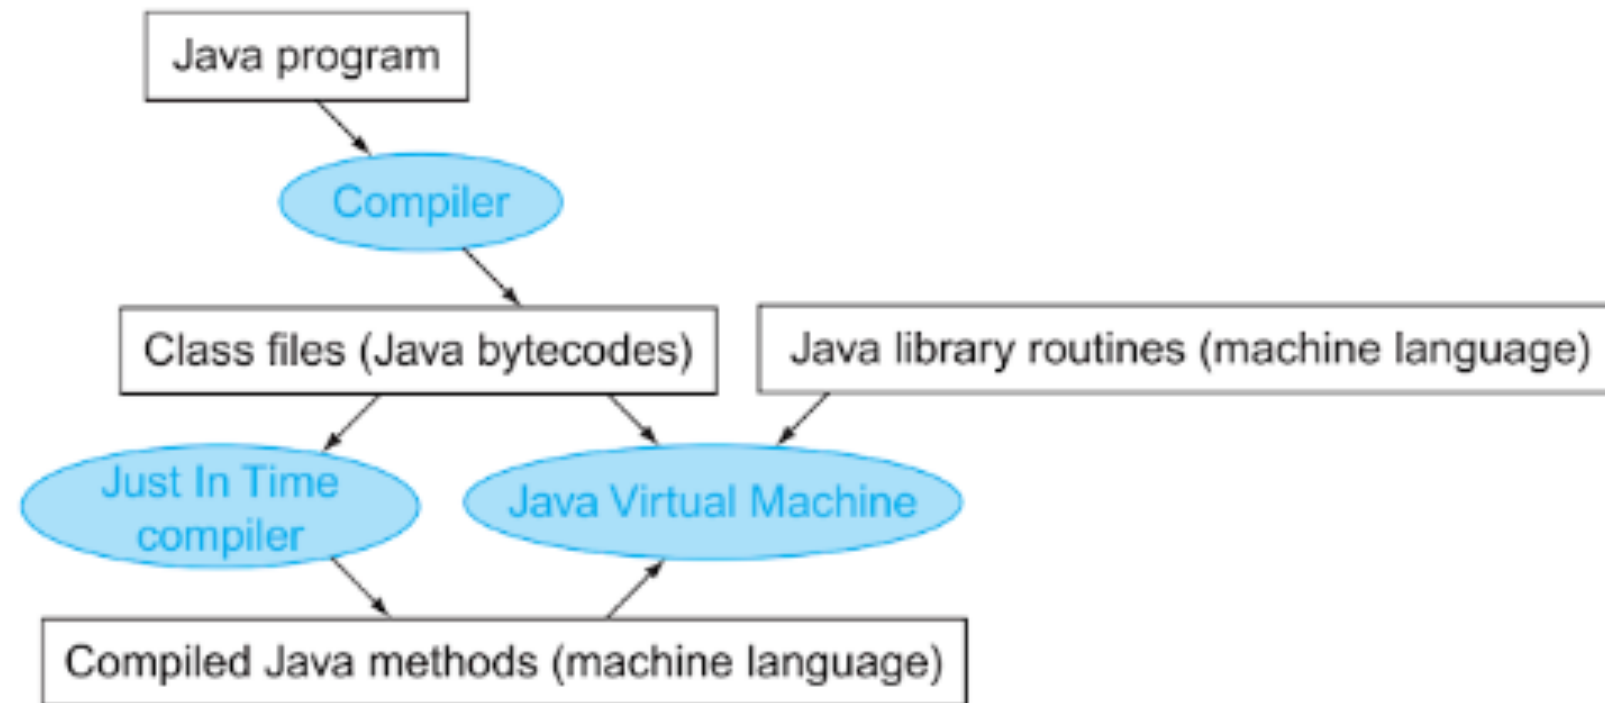 Java program
Compiler
Class files (Java bytecodes)
Java library routines (machine language)
Just In Time
compiler
Java Virtual Machine
Compiled Java methods (machine language)